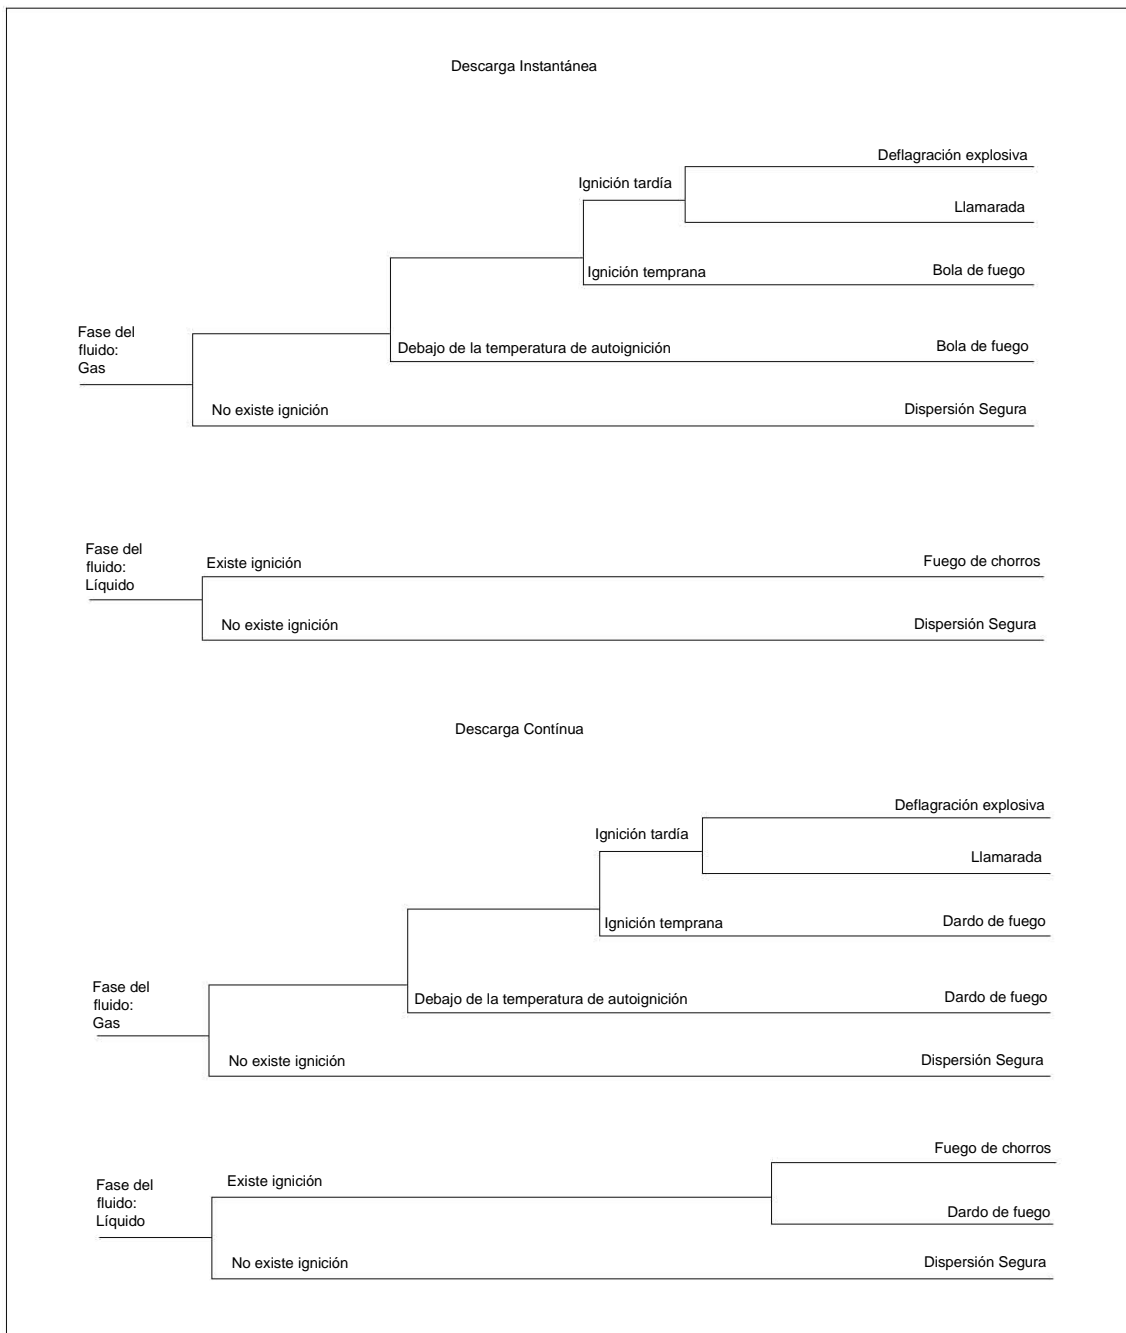 Descarga Instantánea
Deflagración explosiva
Ignición tardía
Llamarada
Ignición temprana
Bola de fuego
Fase del
fluido:
Gas
Debajo de la temperatura de autoignición
Bola de fuego
No existe ignición
Dispersión Segura
Fase del
fluido:
Líquido
Existe ignición
Fuego de chorros
No existe ignición
Dispersión Segura
Descarga Contínua
Deflagración explosiva
Ignición tardía
Llamarada
Ignición temprana
Dardo de fuego
Fase del
fluido:
Gas
Debajo de la temperatura de autoignición
Dardo de fuego
No existe ignición
Dispersión Segura
Fuego de chorros
Fase del
fluido:
Líquido
Existe ignición
Dardo de fuego
No existe ignición
Dispersión Segura